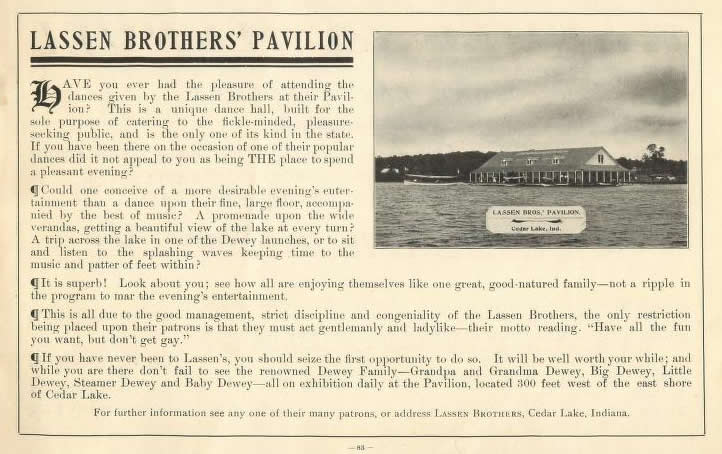 LASSEN BROTHERS' PAVILION
HAVE you ever had the pleasure of attending the
dances given by the Lassen Brothers at their Pavil-
ion? This is a unique dance hall, built for the
sole purpose of catering to the fickle-minded, pleasure-
seeking public, and is the only one of its kind in the state.
If you have been there on the occasion of one of their popular
dances did it not appeal to you as being THE place to spend
a pleasant evening?
¶ Could one conceive of a more desirable evening's enter-
tainment than a dance upon their fine, large floor, accompa-
nied by the best of music? A promenade upon the wide
verandas, getting a beautiful view of the lake at every turn?
A trip across the lake in one of the Dewey launches, or to sit
and listen to the splashing waves keeping time to the
music and patter of feet within?
LASSEN BROS.' PAVILION.
Cedar Lake, Ind.
¶ It is superb! Look about you; see how all are enjoying themselves like one great, good-natured family—not a ripple in
the program to mar the evening's entertainment.
¶ This is all due to the good management, strict discipline and congeniality of the Lassen Brothers, the only restriction
being placed upon their patrons is that they must act gentlemanly and ladylike—their motto reading. "Have all the fun
you want, but don't get gay."
¶ If you have never been to Lassen's, you should seize the first opportunity to do so. It will be well worth your while; and
while you are there don't fail to see the renowned Dewey Family—Grandpa and Grandma Dewey, Big Dewey, Little
Dewey, Steamer Dewey and Baby Dewey—all on exhibition daily at the Pavilion, located 300 feet west of the east shore
of Cedar Lake.
For further information see any one of their many patrons, or address LASSEN BROTHERS, Cedar Lake, Indiana.
—83—